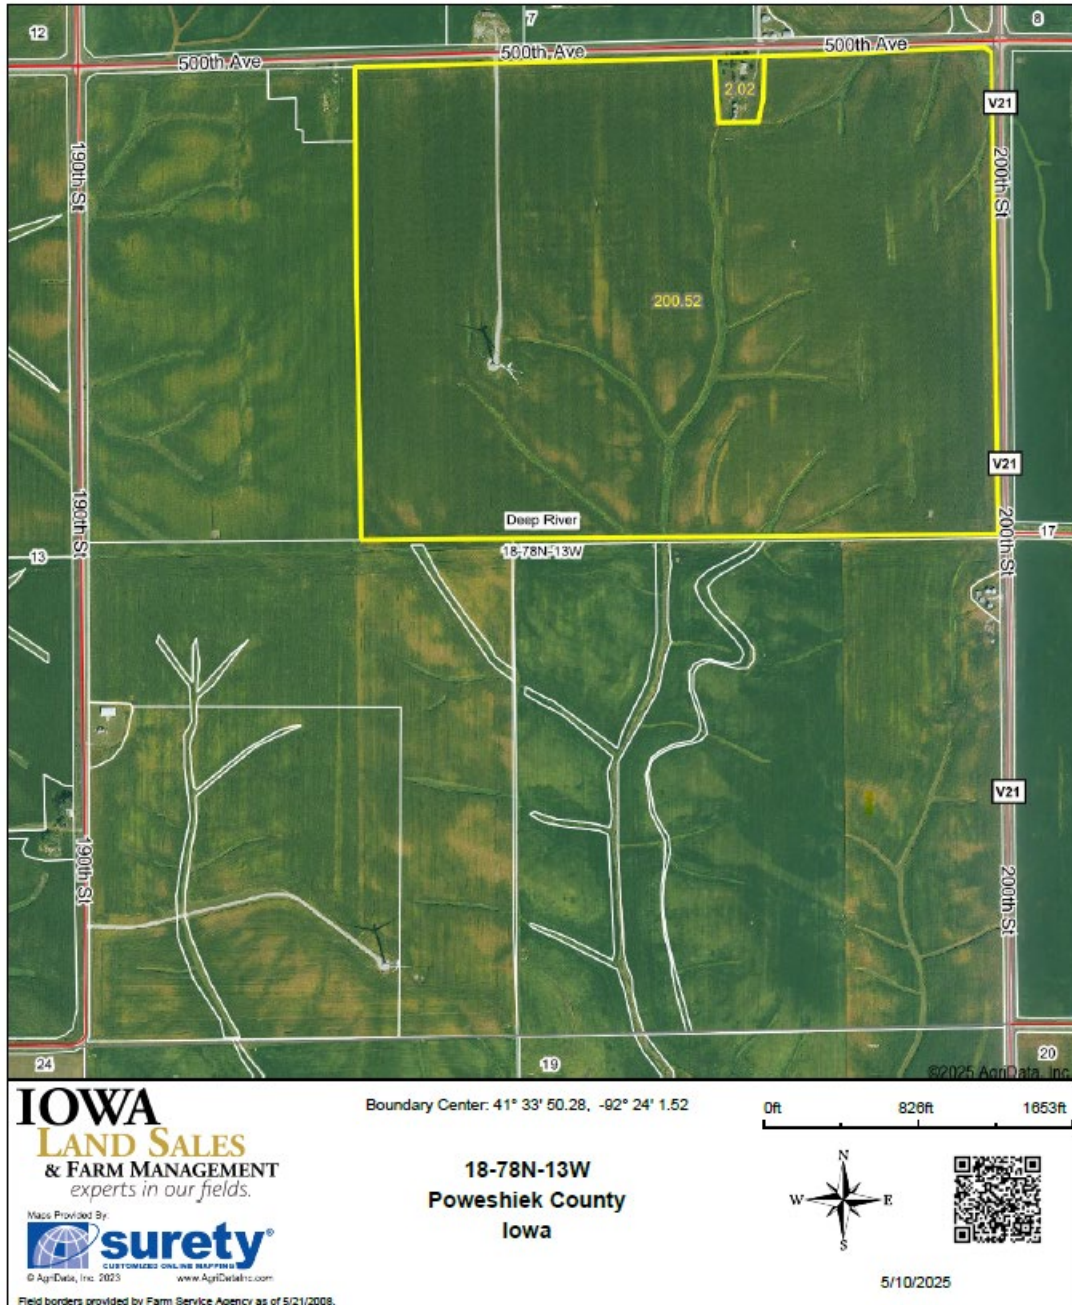 12
7
8
500th Ave
500th Ave
500th Ave
2.02
V21
190th St
200th St
200.52
V21
Deep River
190th St
200th St
17
13
18-78N-13W
V21
190th St
200th St
24
19
20
©2025 AgriData, Inc.
IOWA
LAND SALES
& FARM MANAGEMENT
experts in our fields.
Maps Provided By:
surety®
CUSTOMIZED ONLINE MAPPING
© AgriData, Inc. 2023
www.AgriDataInc.com
Field borders provided by Farm Service Agency as of 5/21/2008.
Boundary Center: 41° 33' 50.28, -92° 24' 1.52
18-78N-13W
Poweshiek County
Iowa
0ft 826ft 1653ft
N
W E
S
5/10/2025